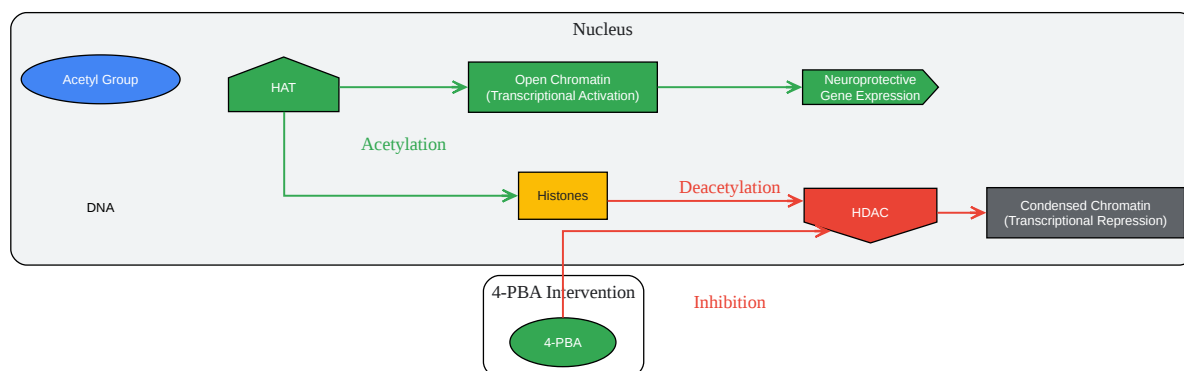 Nucleus
Acetyl Group
HAT
Open Chromatin
(Transcriptional Activation)
Neuroprotective
Gene Expression
Acetylation
DNA
Histones
Deacetylation
HDAC
Condensed Chromatin
(Transcriptional Repression)
4-PBA Intervention
Inhibition
4-PBA